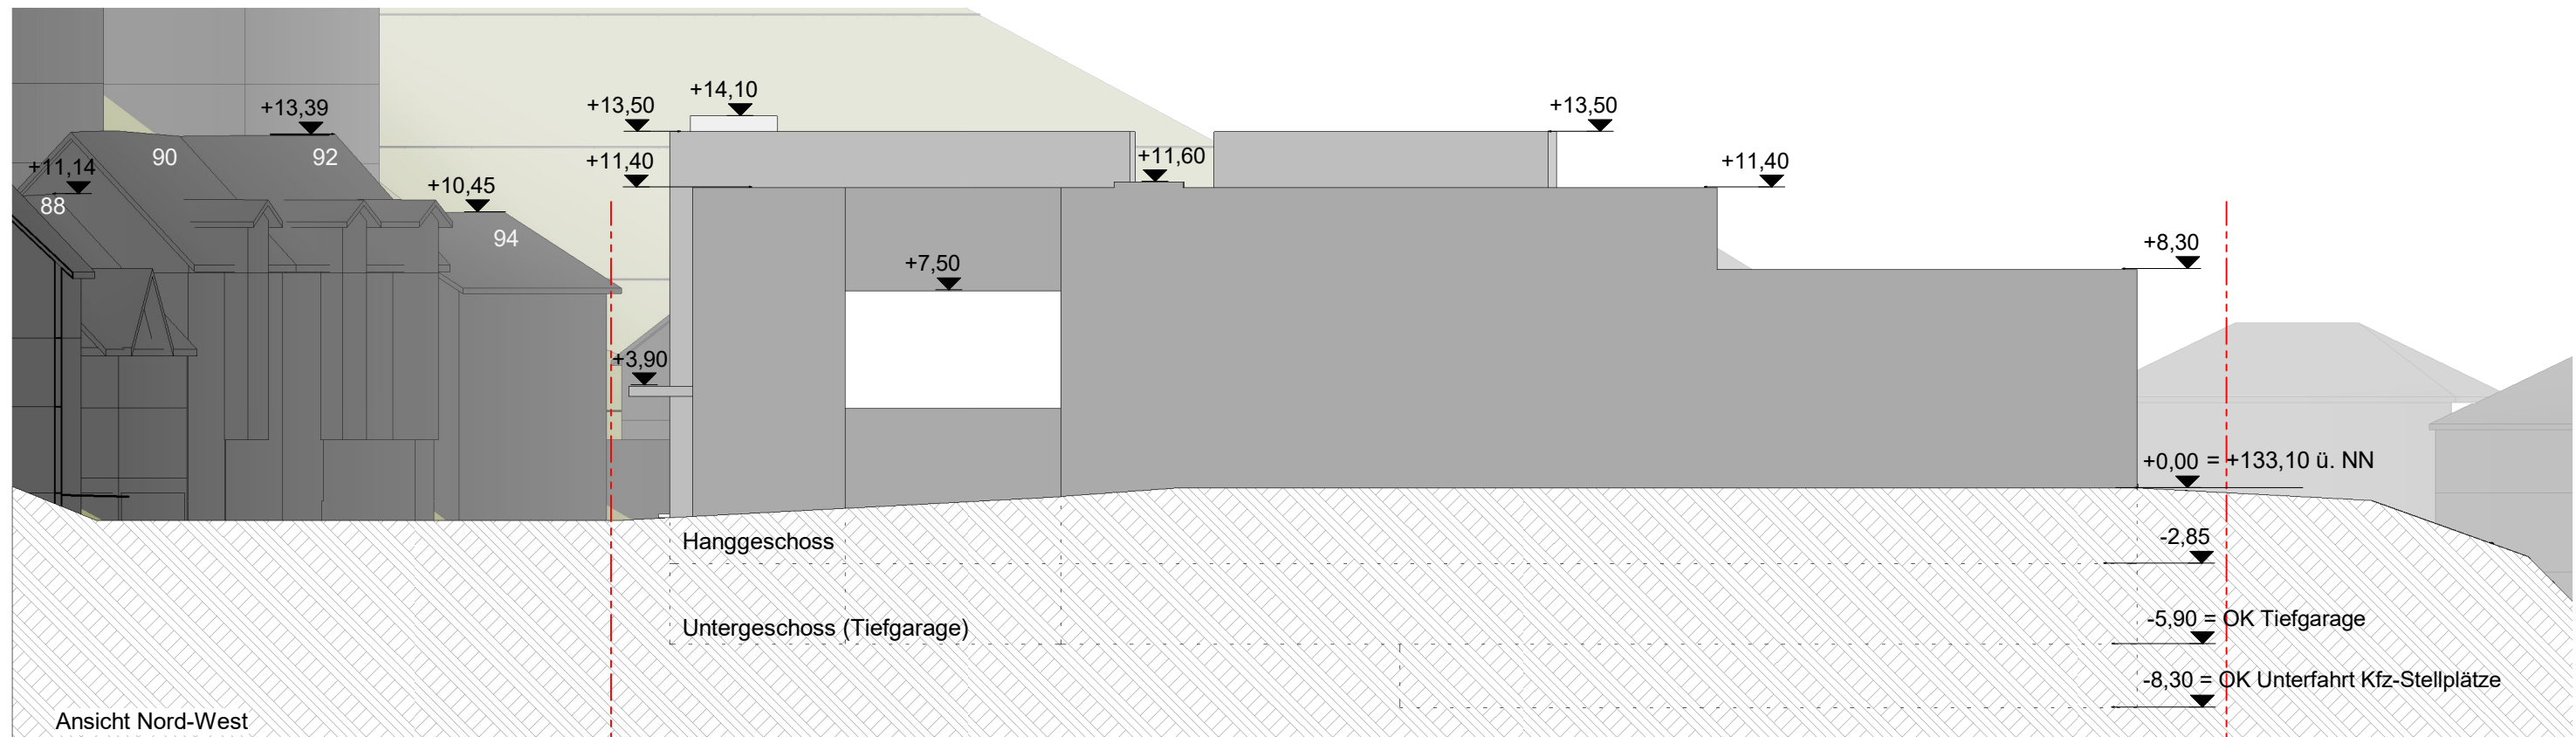 +14,10
+13,39
+13,50
+13,50
90
92
+11,14
+11,40
+11,60
+11,40
+10,45
88
94
+8,30
+7,50
+3,90
+0,00 = +133,10 ü. NN
Hanggeschoss
-2,85
Untergeschoss (Tiefgarage)
-5,90 = OK Tiefgarage
-8,30 = OK Unterfahrt Kfz-Stellplätze
Ansicht Nord-West